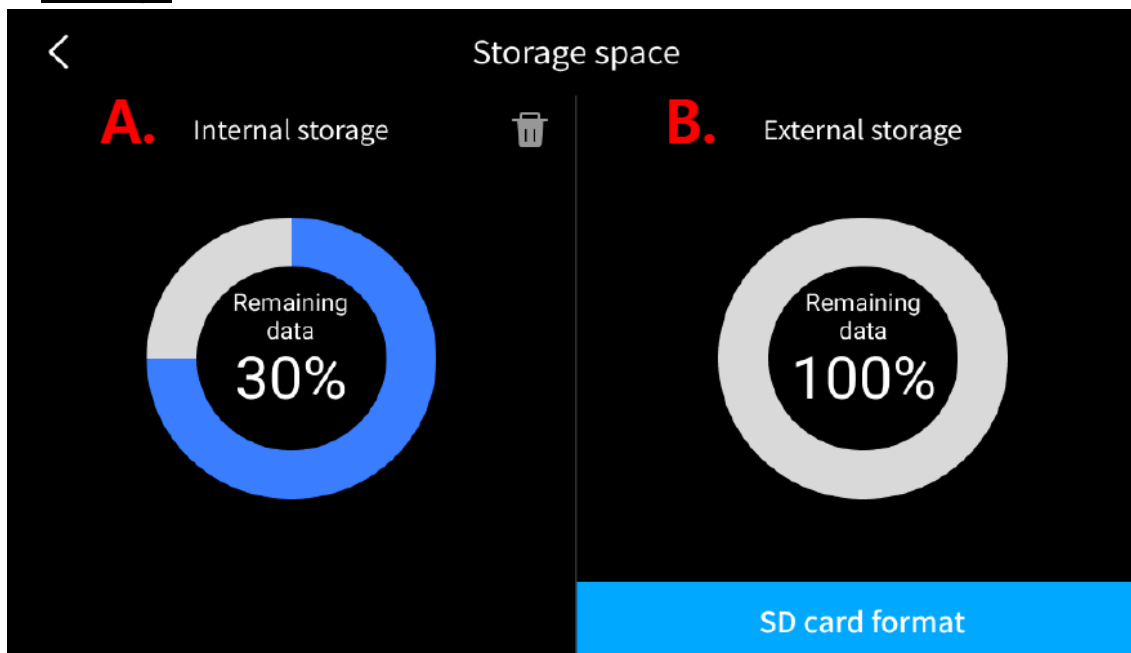 Storage space
A. Internal storage
B. External storage
Remaining
data
30%
Remaining
data
100%
SD card format